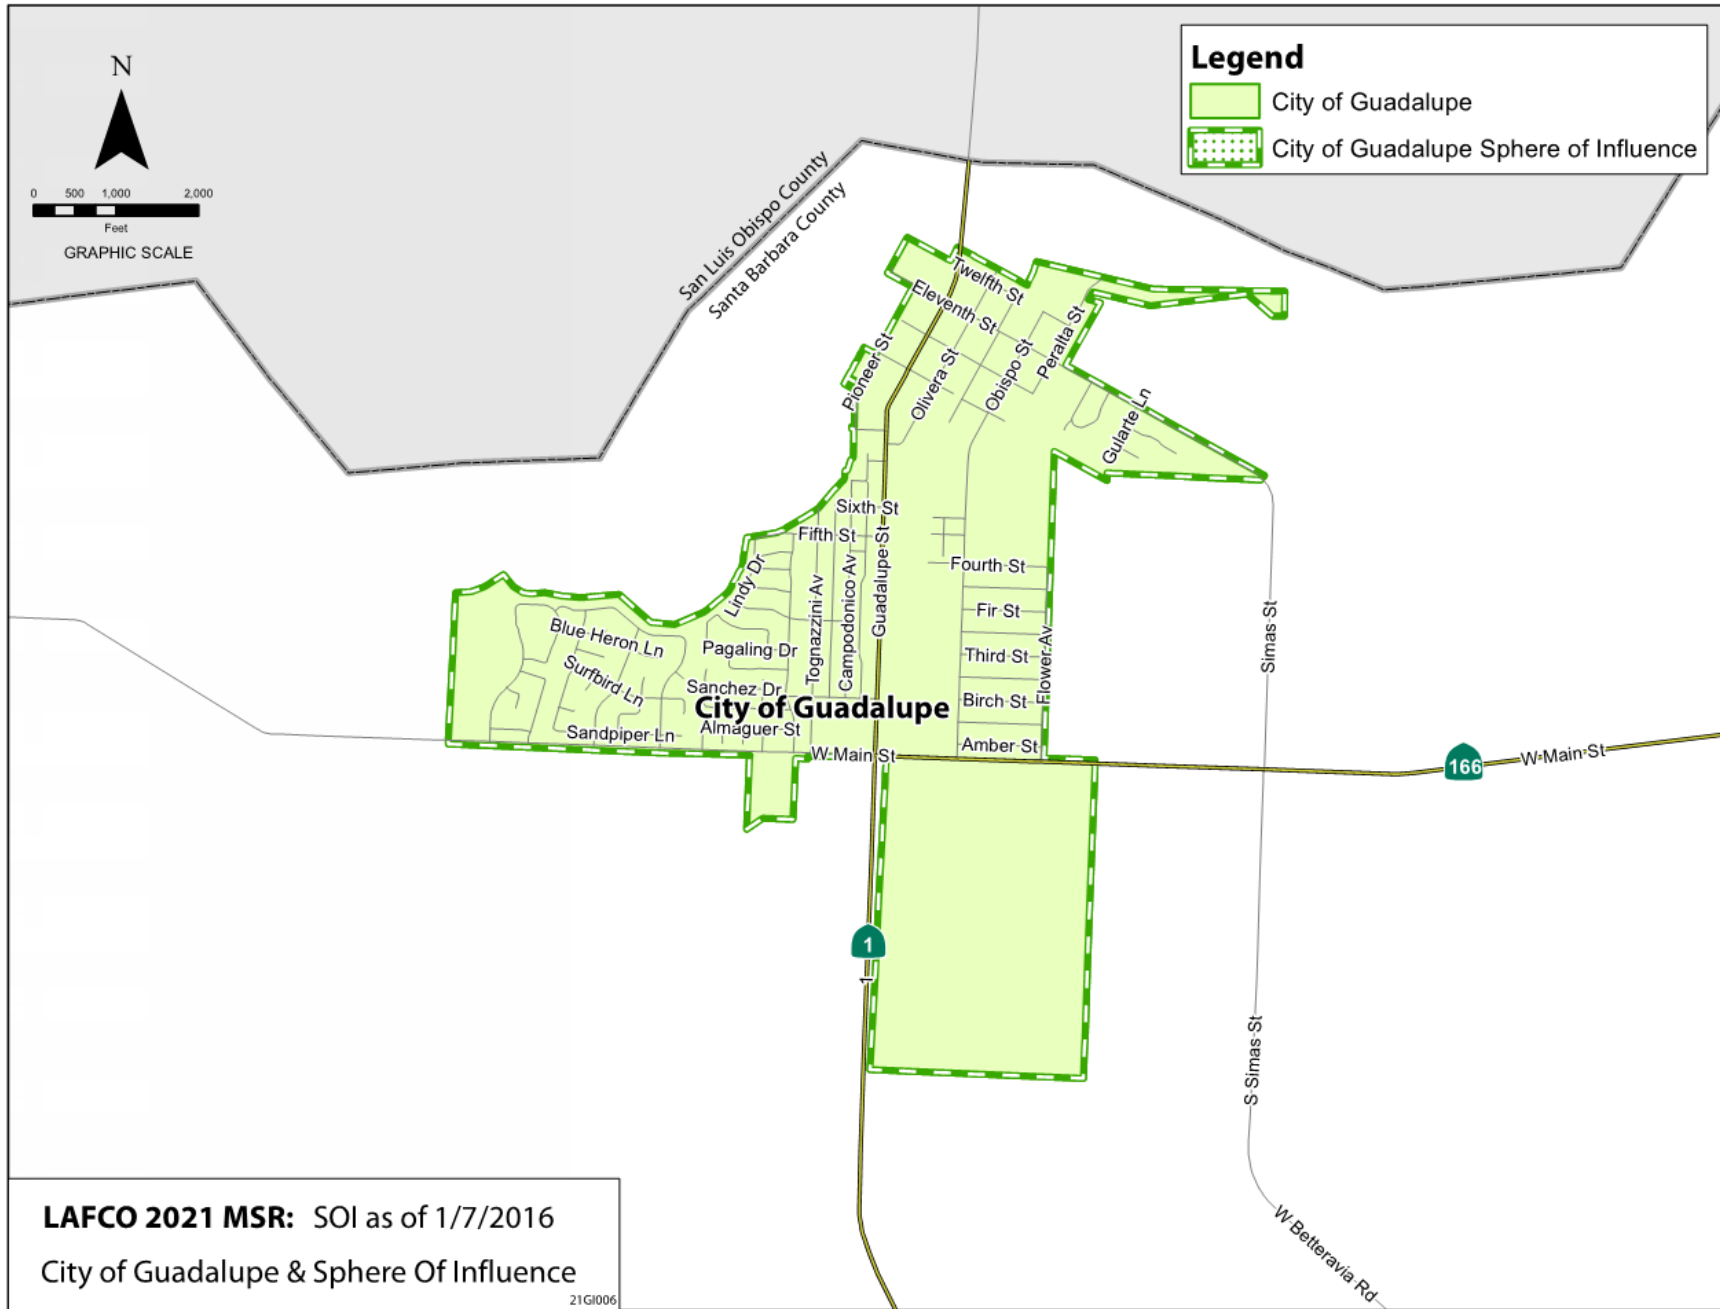 Legend
City of Guadalupe
City of Guadalupe Sphere of Influence
N
0 500 1,000 2,000
Feet
GRAPHIC SCALE
San Luis Obispo County
Santa Barbara County
Twelfth St
Eleventh St
Peralta St
Pioneer St
Olivera St
Obispo St
Gularte Ln
Sixth St
Fifth St
Guadalupe St
Fourth St
Lindy Dr
Tognazzini Av
Campodonico Av
Fir St
Blue Heron Ln
Pagaling Dr
Third St
Flower Av
Simas St
Surfbird Ln
Sanchez Dr
Birch St
City of Guadalupe
Sandpiper Ln
Almaguer St
Amber St
W Main St
166
W Main St
1
1
S Simas St
W Betteravia Rd
LAFCO 2021 MSR: SOI as of 1/7/2016
City of Guadalupe & Sphere Of Influence
21GI006